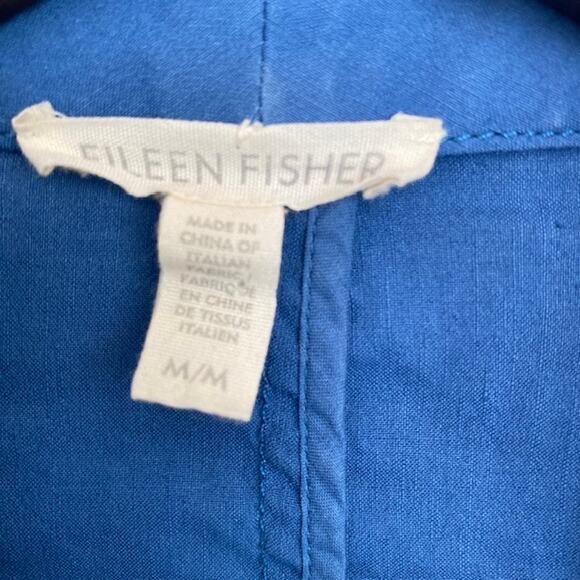 EILEEN FISHER
MADE IN
CHINA OF
ITALIAN
FABRIC /
FABRIQUÉ
EN CHINE
DE TISSUS
ITALIEN
M/M